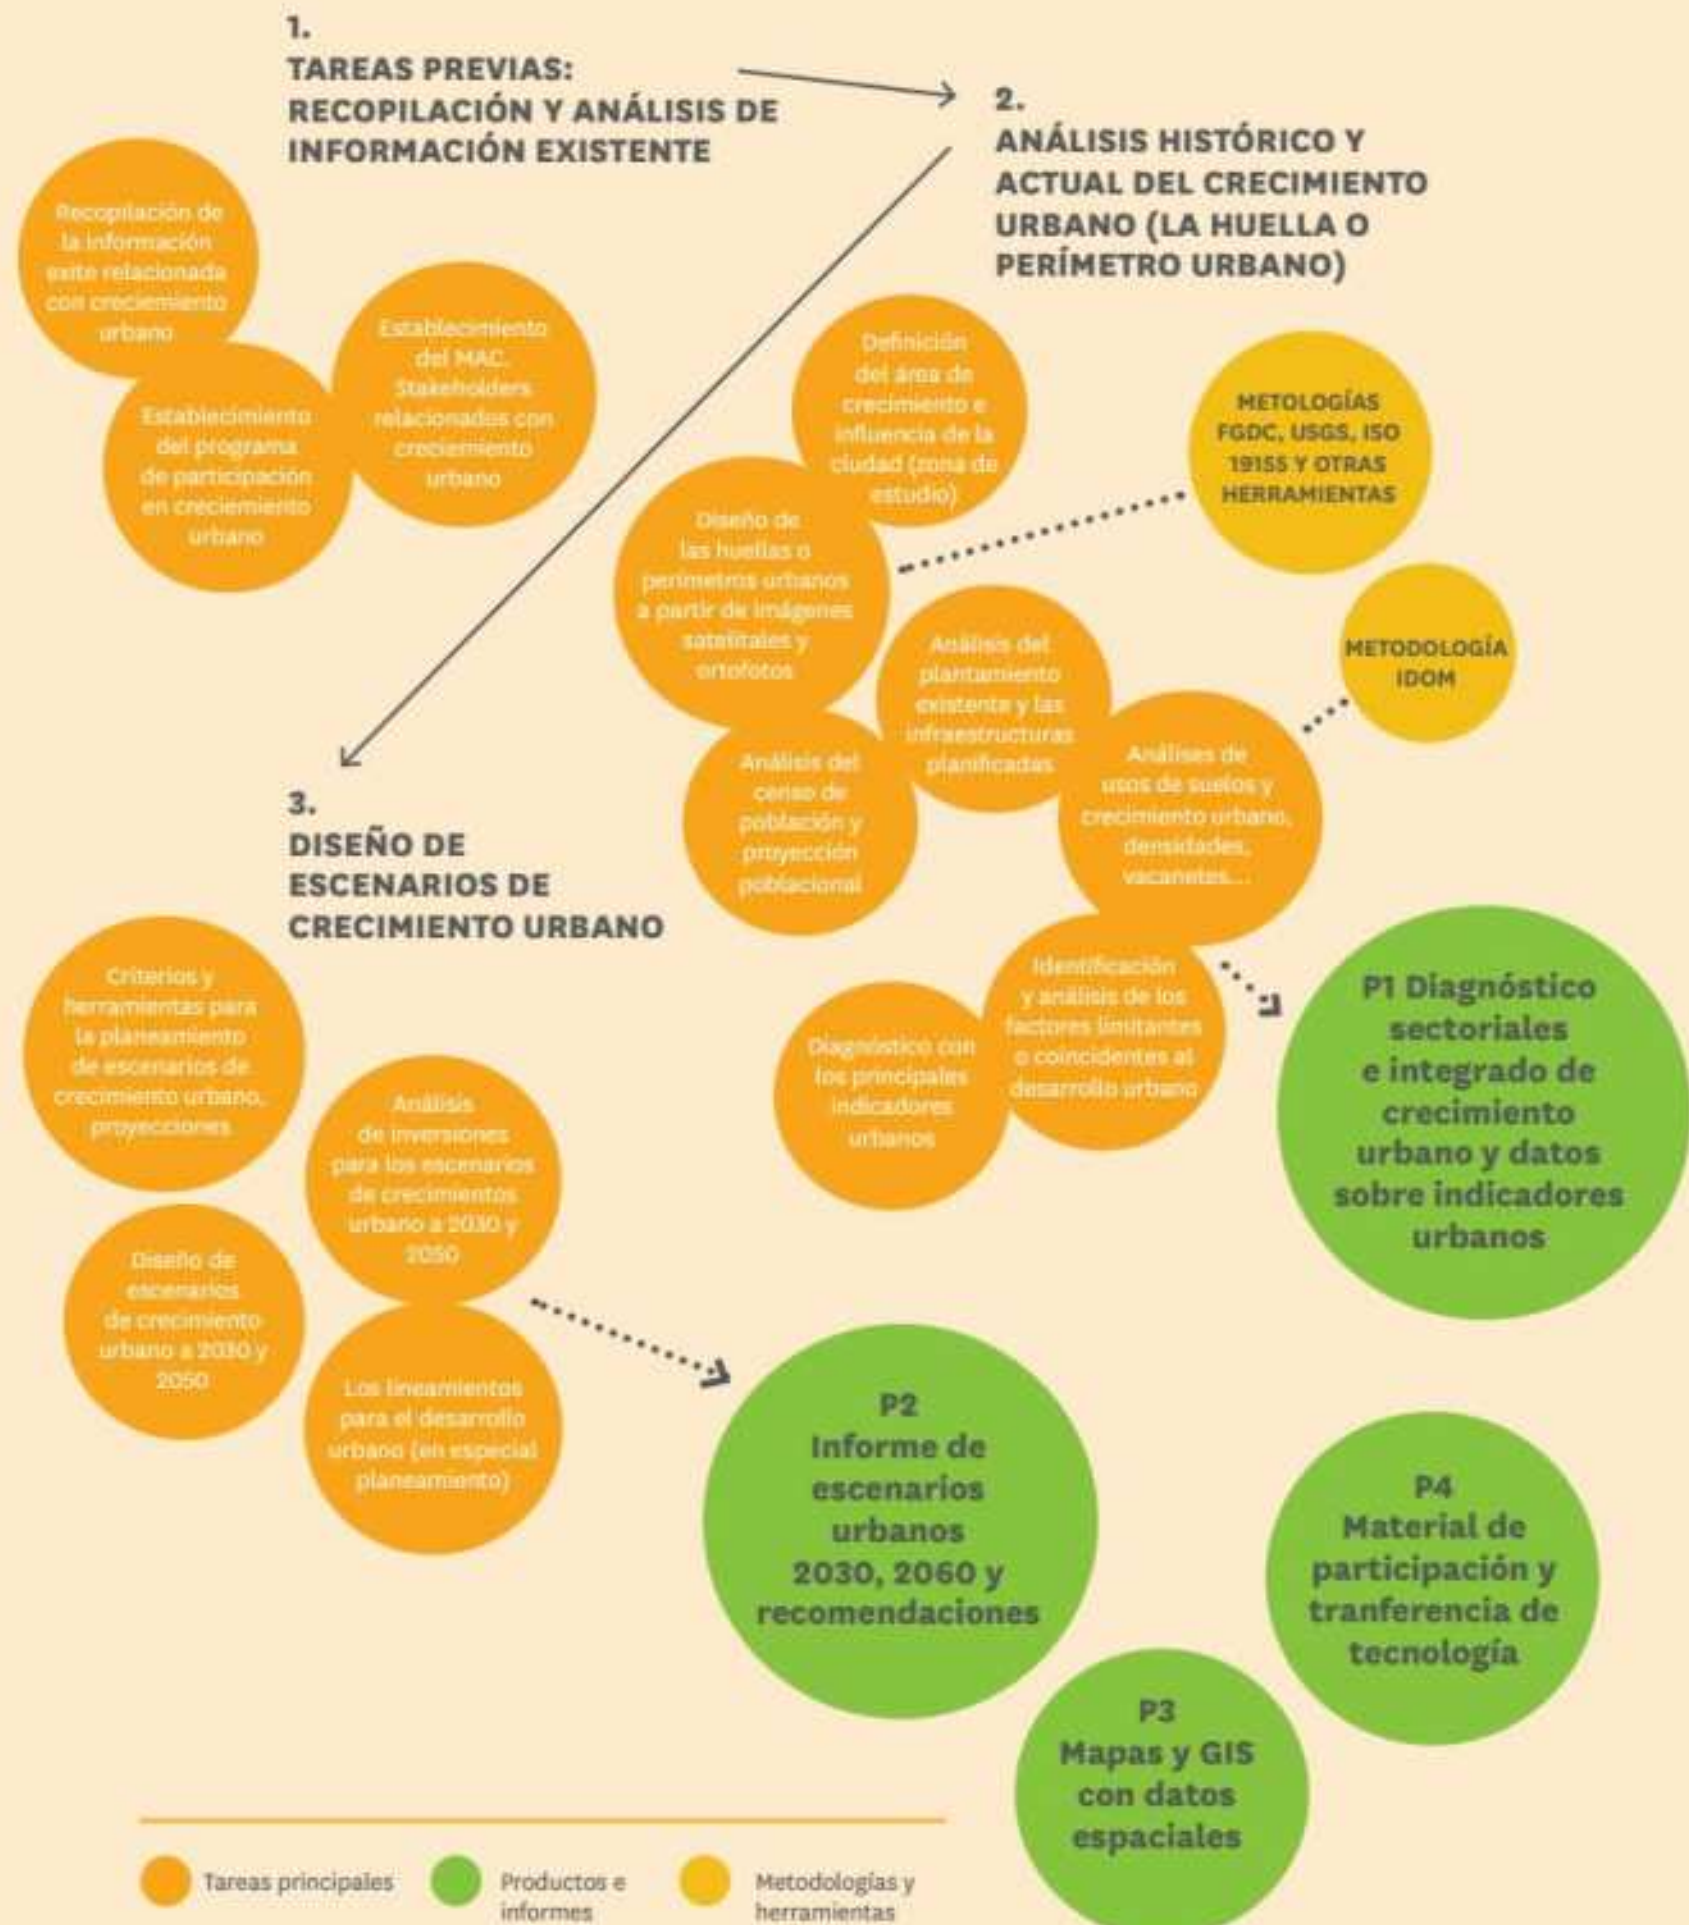 1.
TAREAS PREVIAS:
RECOPILACIÓN Y ANÁLISIS DE
INFORMACIÓN EXISTENTE
Recopilación de
la información
exite relacionada
con creciemiento
urbano
Establecimiento
del programa
de participación
en creciemiento
urbano
Establecimiento
del MAC.
Stakeholders
relacionados con
creciemiento
urbano
2.
ANÁLISIS HISTÓRICO Y
ACTUAL DEL CRECIMIENTO
URBANO (LA HUELLA O
PERÍMETRO URBANO)
Definición
del área de
crecimiento e
influencia de la
ciudad (zona de
estudio)
Diseño de
las huellas o
perímetros urbanos
a partir de imágenes
satelitales y
ortofotos
METOLOGÍAS
FGDC, USGS, ISO
19155 Y OTRAS
HERRAMIENTAS
Análisis del
plantamiento
existente y las
infraestructuras
planificadas
METODOLOGÍA
IDOM
Análisis del
censo de
población y
proyección
poblacional
Análises de
usos de suelos y
crecimiento urbano,
densidades,
vacanetes...
Identificación
y análisis de los
factores limitantes
o coincidentes al
desarrollo urbano
Diagnóstico con
los principales
indicadores
urbanos
P1 Diagnóstico
sectoriales
e integrado de
crecimiento
urbano y datos
sobre indicadores
urbanos
3.
DISEÑO DE
ESCENARIOS DE
CRECIMIENTO URBANO
Criterios y
herramientas para
la planeamiento
de escenarios de
crecimiento urbano,
proyecciones
Análisis
de inversiones
para los escenarios
de crecimientos
urbano a 2030 y
2050
Diseño de
escenarios
de crecimiento
urbano a 2030 y
2050
Los lineamientos
para el desarrollo
urbano (en especial
planeamiento)
P2
Informe de
escenarios
urbanos
2030, 2060 y
recomendaciones
P4
Material de
participación y
tranferencia de
tecnología
P3
Mapas y GIS
con datos
espaciales
Tareas principales
Productos e
informes
Metodologías y
herramientas